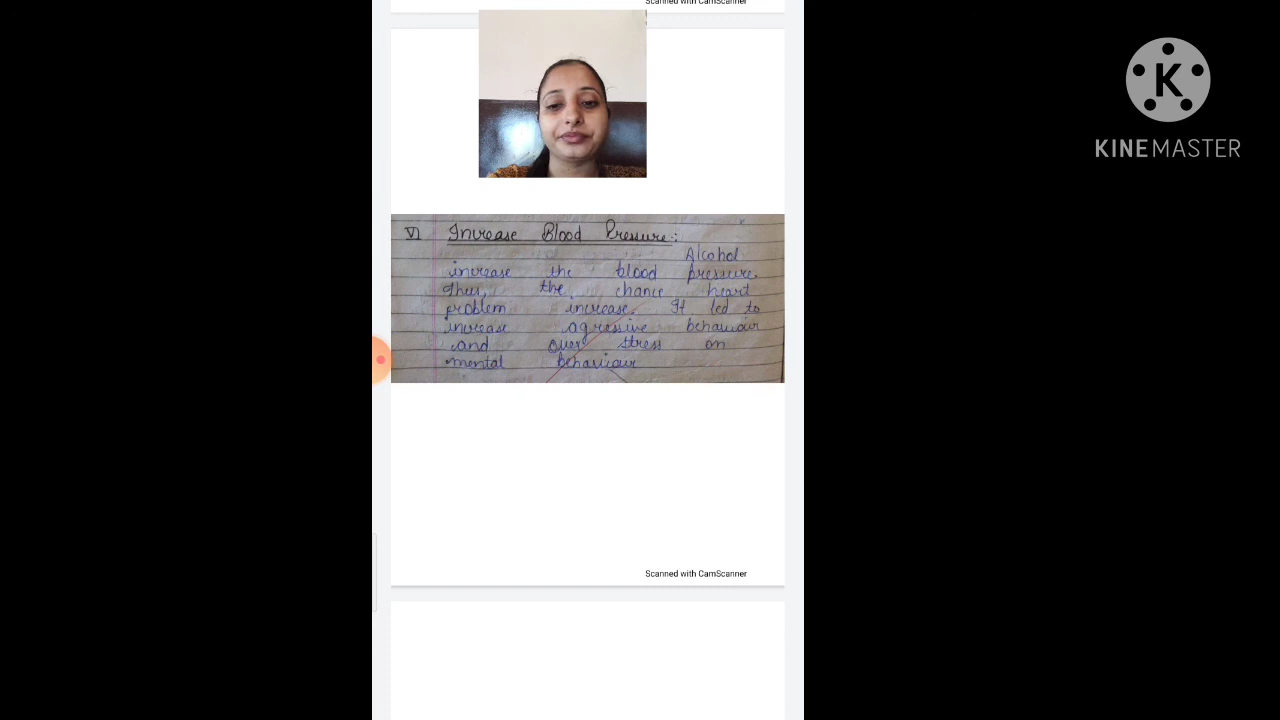 Scanned with CamScanner
K
KINEMASTER
VI Increase Blood Pressure:
Alcohol
increase the blood pressure.
Thus, the chance heart
problem increase. It led to
increase agressive behaviour
and over stress on
mental behaviour
Scanned with CamScanner